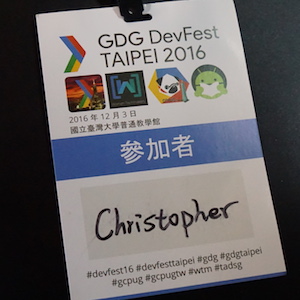 GDG DevFest
TAIPEI 2016
2016 年 12 月 3 日
國立臺灣大學普通教學館
參加者
Christopher
#devfest16 #devfesttaipei #gdg #gdgtaipei
#gcpug #gcpugtw #wtm #tadsg